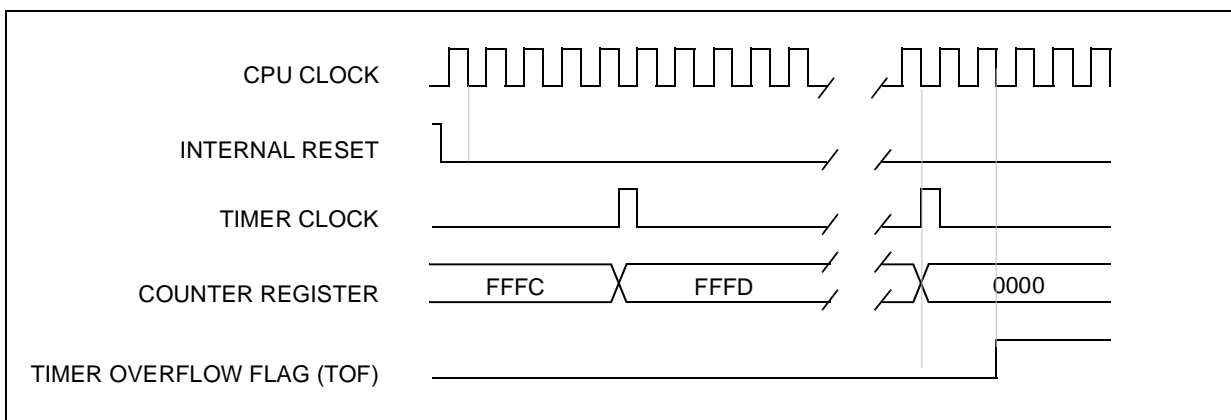 CPU CLOCK
INTERNAL RESET
TIMER CLOCK
COUNTER REGISTER FFFC FFFD 0000
TIMER OVERFLOW FLAG (TOF)